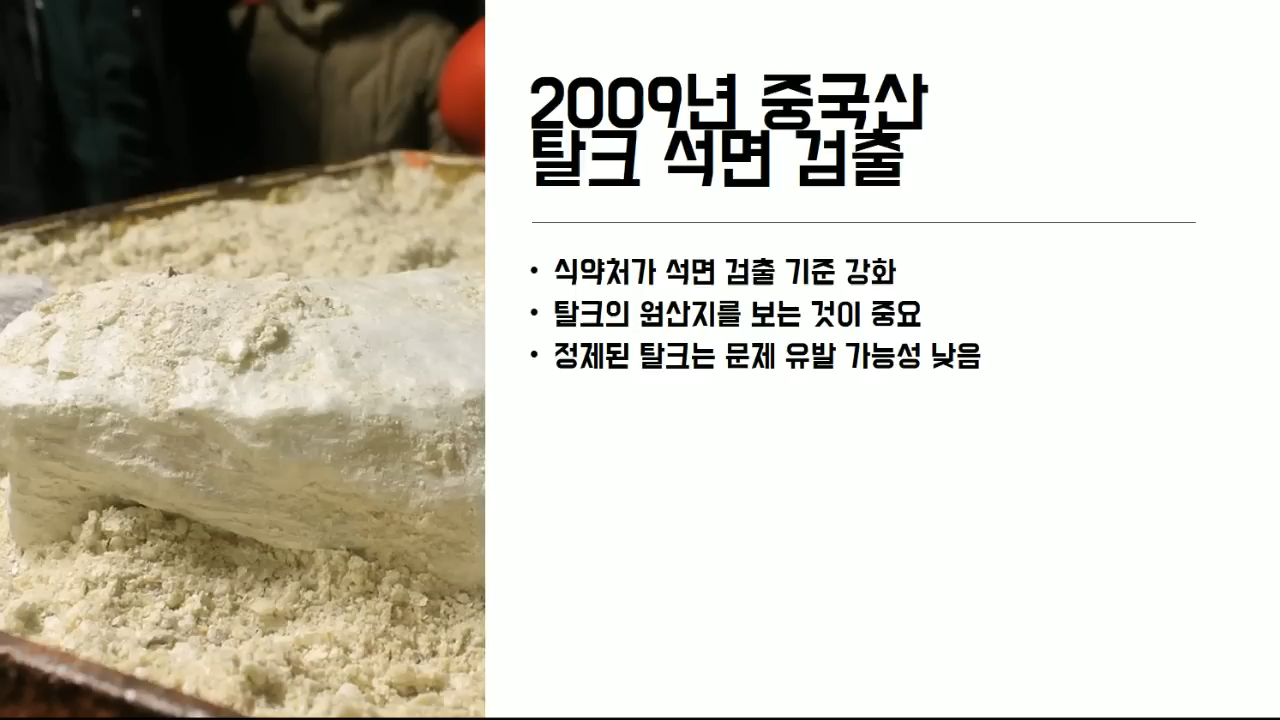 2009년 중국산
탈크 석면 검출
• 식약처가 석면 검출 기준 강화
• 탈크의 원산지를 보는 것이 중요
• 정제된 탈크는 문제 유발 가능성 낮음